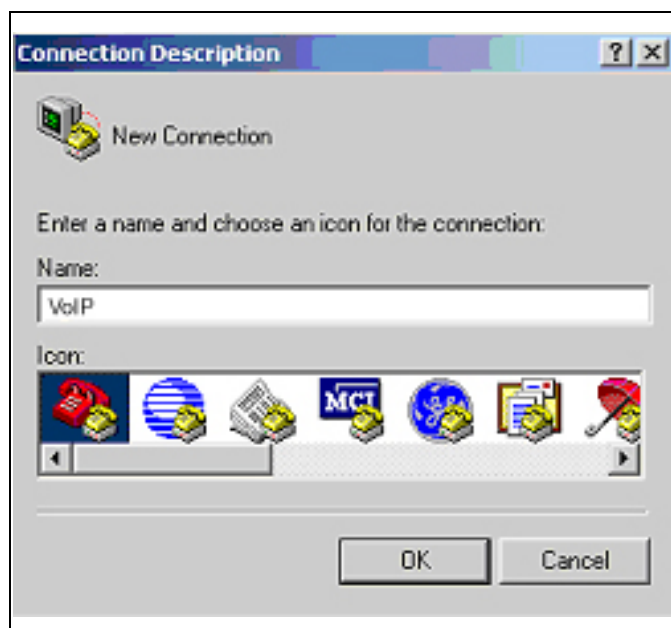 Connection Description
New Connection
Enter a name and choose an icon for the connection:
Name:
VoIP
Icon:
MCI
OK
Cancel